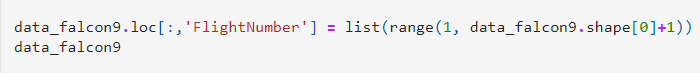 data_falcon9.loc[:,'FlightNumber'] = list(range(1, data_falcon9.shape[0]+1))
data_falcon9